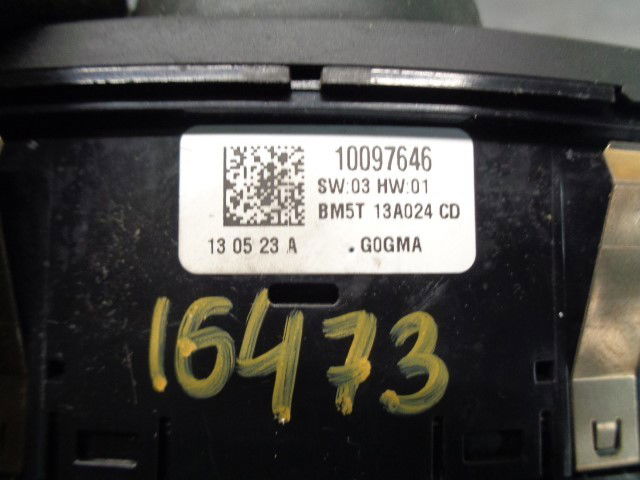 10097646
SW:03 HW:01
BM5T 13A024 CD
13 05 23 A .G0GMA
16473